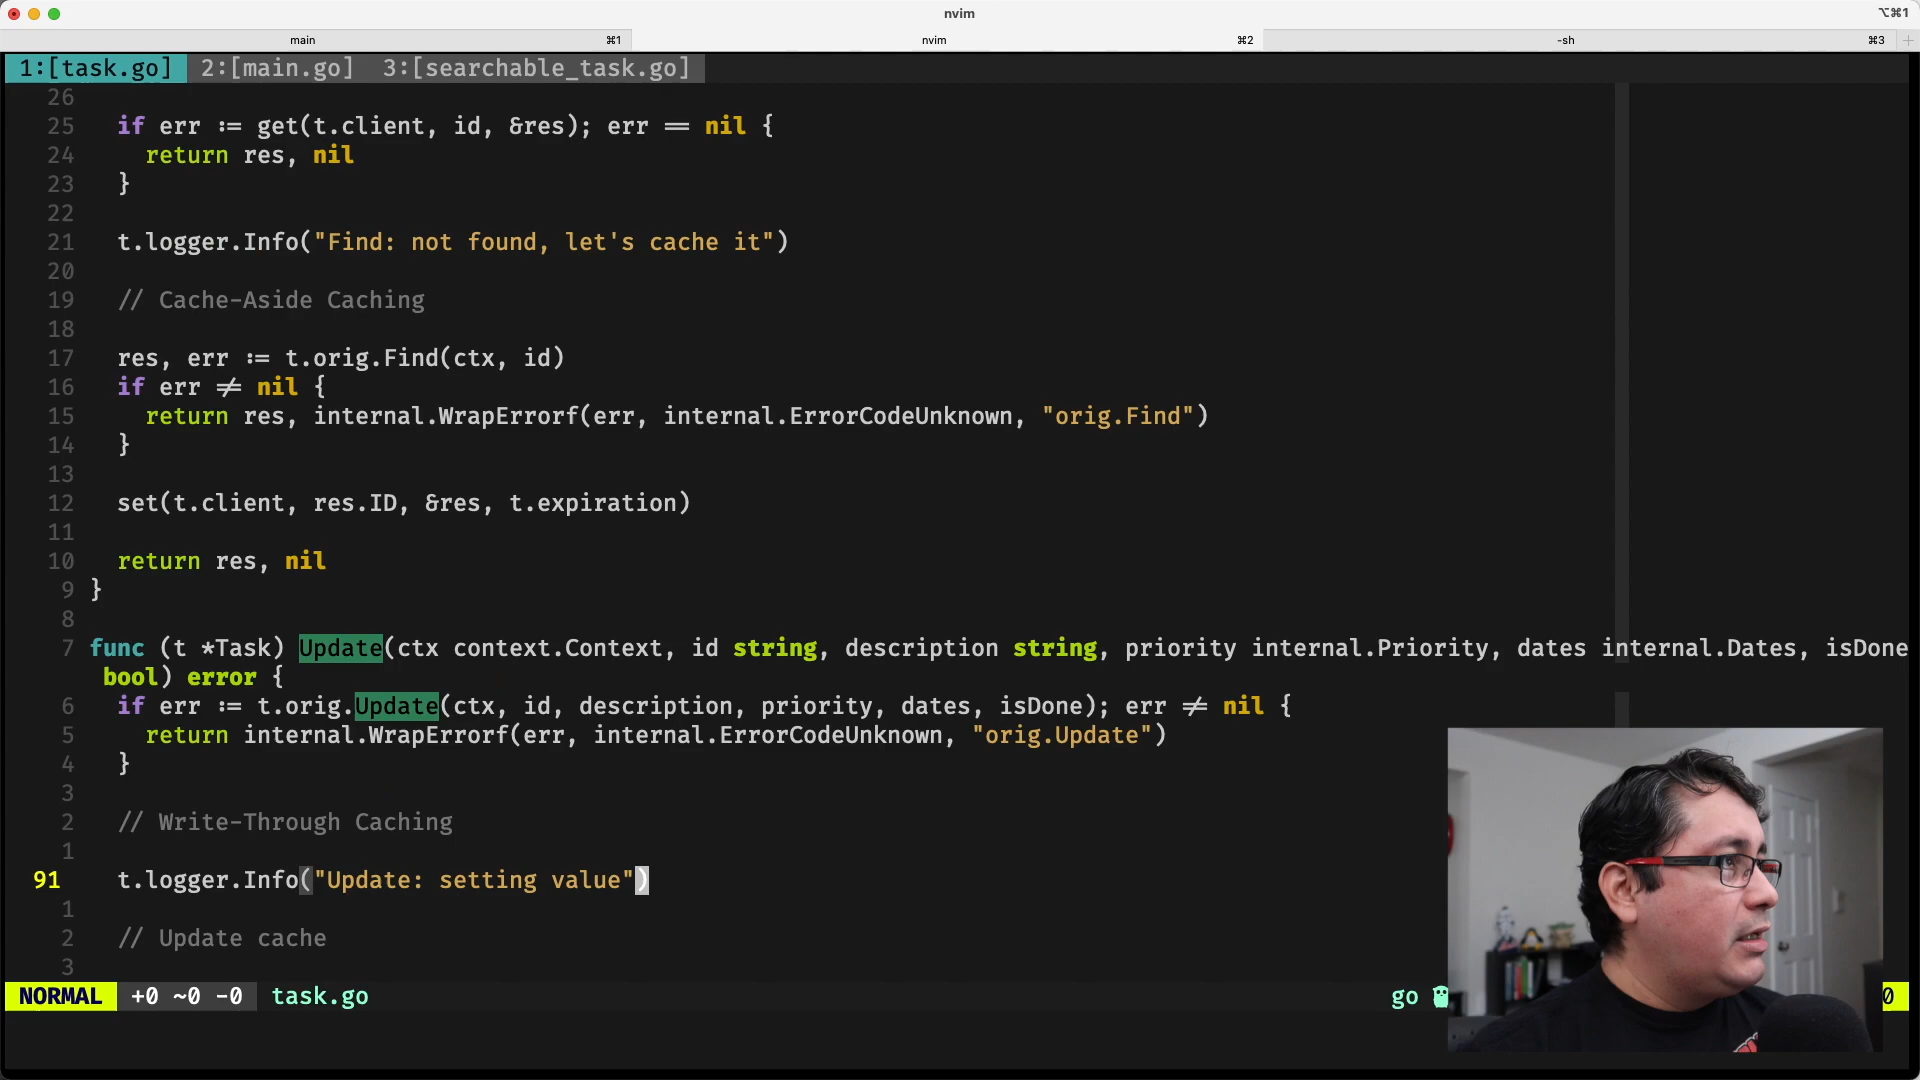 nvim
⌥⌘1
main ⌘1 nvim ⌘2 -sh ⌘3 +
1:[task.go] 2:[main.go] 3:[searchable_task.go]
26
25 if err := get(t.client, id, &res); err == nil {
24 return res, nil
23 }
22
21 t.logger.Info("Find: not found, let's cache it")
20
19 // Cache-Aside Caching
18
17 res, err := t.orig.Find(ctx, id)
16 if err != nil {
15 return res, internal.WrapErrorf(err, internal.ErrorCodeUnknown, "orig.Find")
14 }
13
12 set(t.client, res.ID, &res, t.expiration)
11
10 return res, nil
9 }
8
7 func (t *Task) Update(ctx context.Context, id string, description string, priority internal.Priority, dates internal.Dates, isDone
bool) error {
6 if err := t.orig.Update(ctx, id, description, priority, dates, isDone); err != nil {
5 return internal.WrapErrorf(err, internal.ErrorCodeUnknown, "orig.Update")
4 }
3
2 // Write-Through Caching
1
91 t.logger.Info("Update: setting value")
1
2 // Update cache
3
NORMAL +0 ~0 -0 task.go go 0